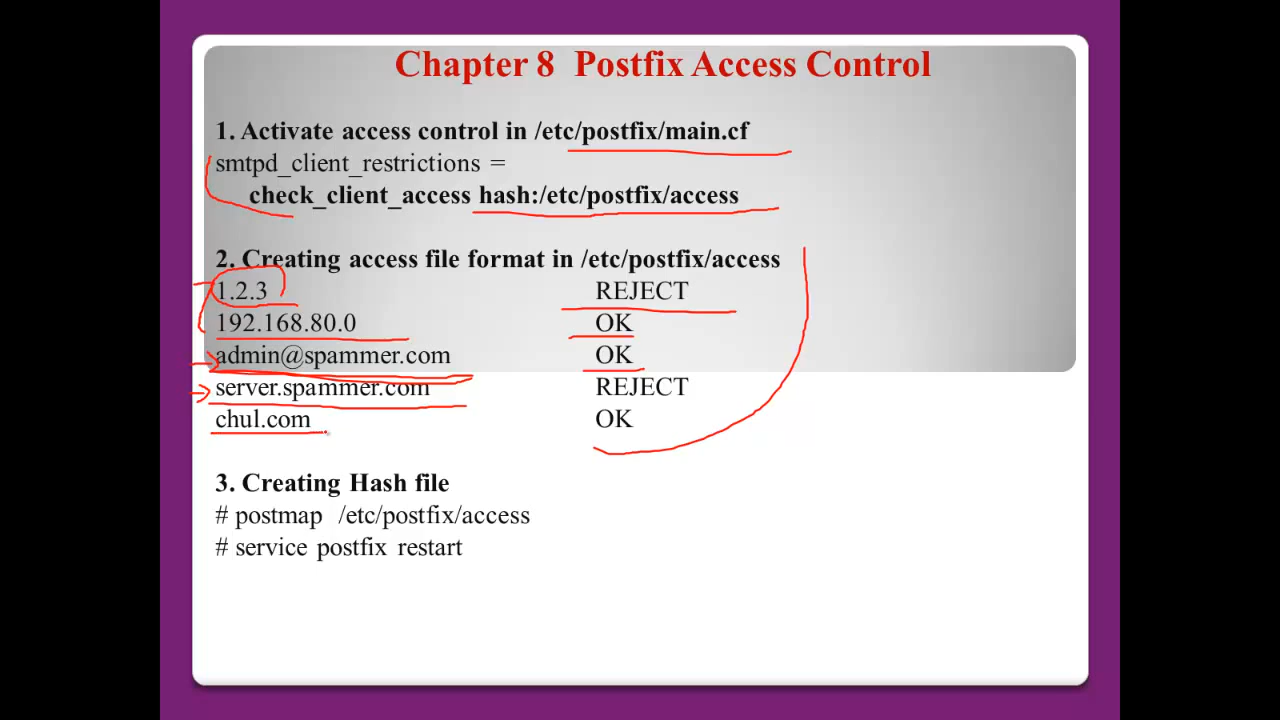 Chapter 8 Postfix Access Control
1. Activate access control in /etc/postfix/main.cf
smtpd_client_restrictions =
check_client_access hash:/etc/postfix/access
2. Creating access file format in /etc/postfix/access
1.2.3 REJECT
192.168.80.0 OK
admin@spammer.com OK
server.spammer.com REJECT
chul.com OK
3. Creating Hash file
# postmap /etc/postfix/access
# service postfix restart